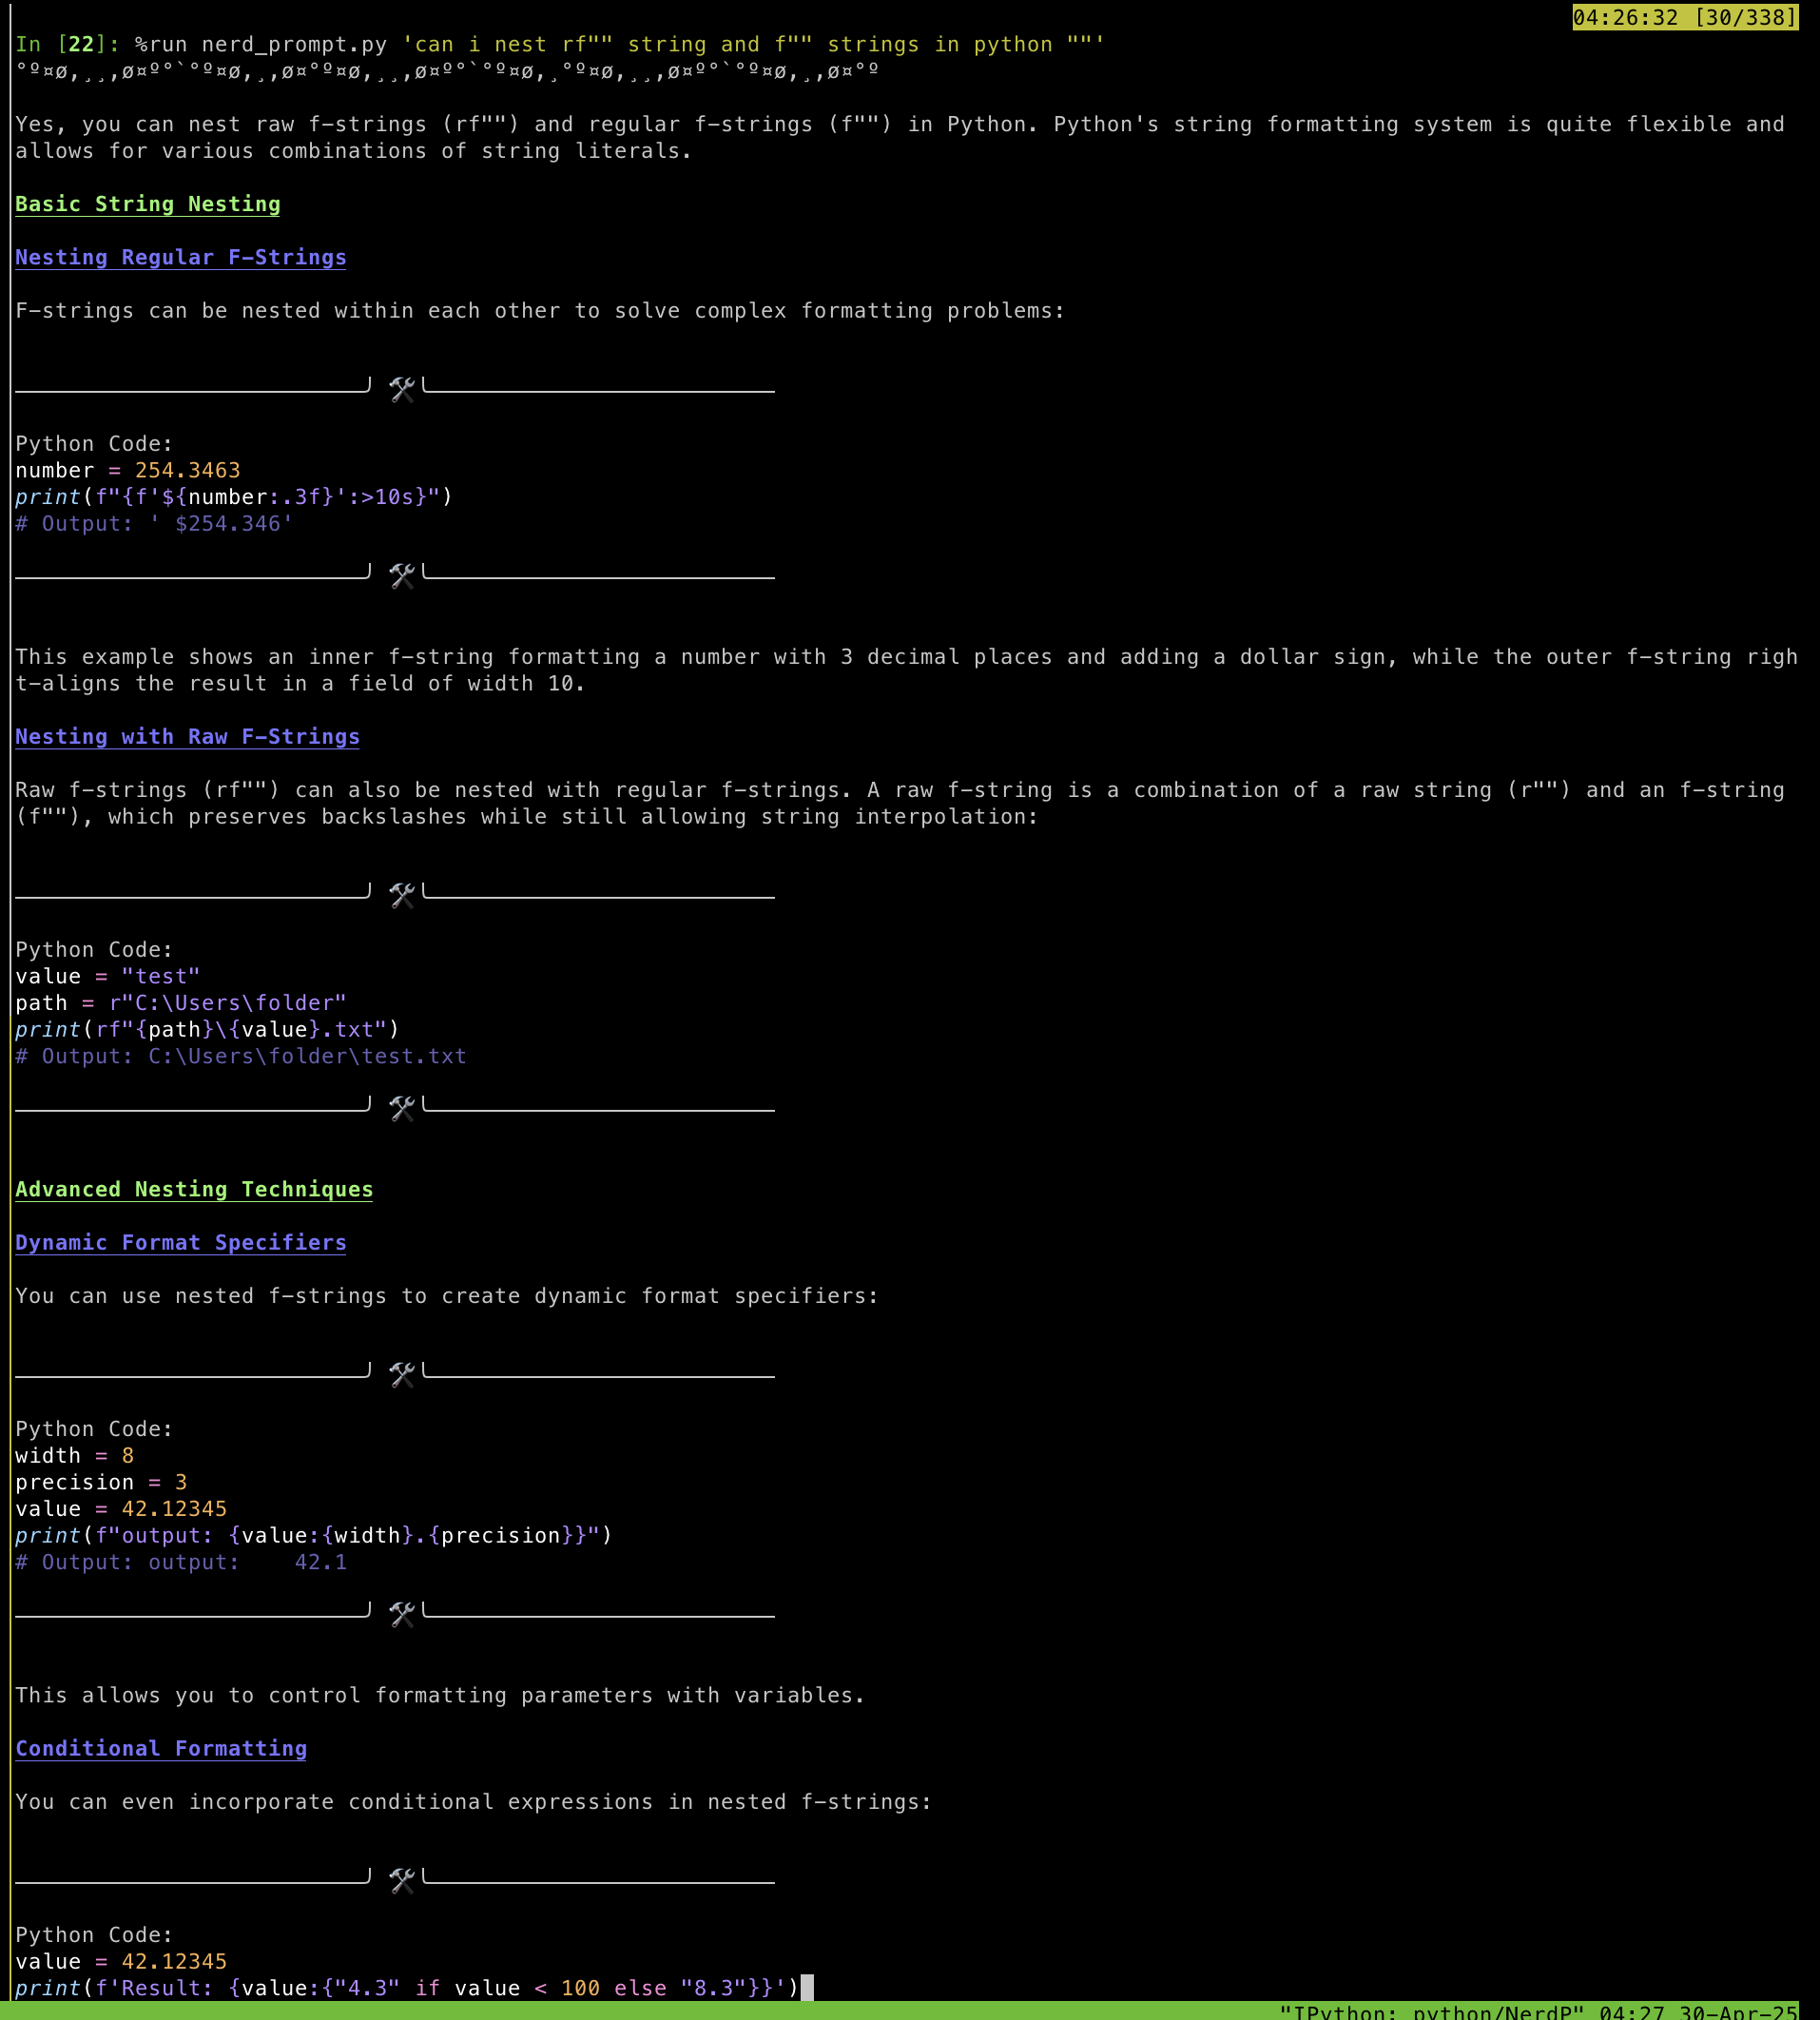 04:26:32 [30/338]
In [22]: %run nerd_prompt.py 'can i nest rf"" string and f"" strings in python ""'
°º¤ø,¸¸,ø¤º°`°º¤ø,¸,ø¤°º¤ø,¸¸,ø¤º°`°º¤ø,¸°º¤ø,¸¸,ø¤º°`°º¤ø,¸,ø¤°º
Yes, you can nest raw f-strings (rf"") and regular f-strings (f"") in Python. Python's string formatting system is quite flexible and
allows for various combinations of string literals.
Basic String Nesting
Nesting Regular F-Strings
F-strings can be nested within each other to solve complex formatting problems:
Python Code:
number = 254.3463
print(f"{f'${number:.3f}':>10s}")
# Output: ' $254.346'
This example shows an inner f-string formatting a number with 3 decimal places and adding a dollar sign, while the outer f-string righ
t-aligns the result in a field of width 10.
Nesting with Raw F-Strings
Raw f-strings (rf"") can also be nested with regular f-strings. A raw f-string is a combination of a raw string (r"") and an f-string
(f""), which preserves backslashes while still allowing string interpolation:
Python Code:
value = "test"
path = r"C:\Users\folder"
print(rf"{path}\{value}.txt")
# Output: C:\Users\folder\test.txt
Advanced Nesting Techniques
Dynamic Format Specifiers
You can use nested f-strings to create dynamic format specifiers:
Python Code:
width = 8
precision = 3
value = 42.12345
print(f"output: {value:{width}.{precision}}")
# Output: output:    42.1
This allows you to control formatting parameters with variables.
Conditional Formatting
You can even incorporate conditional expressions in nested f-strings:
Python Code:
value = 42.12345
print(f'Result: {value:{"4.3" if value < 100 else "8.3"}}')
"IPython: python/NerdP" 04:27 30-Apr-25